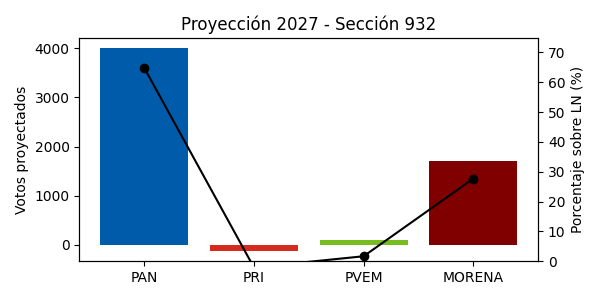 Proyección 2027 - Sección 932
Votos proyectados
4000
3000
2000
1000
0
70
60
50
40
30
20
10
0
Porcentaje sobre LN (%)
PAN
PRI
PVEM
MORENA